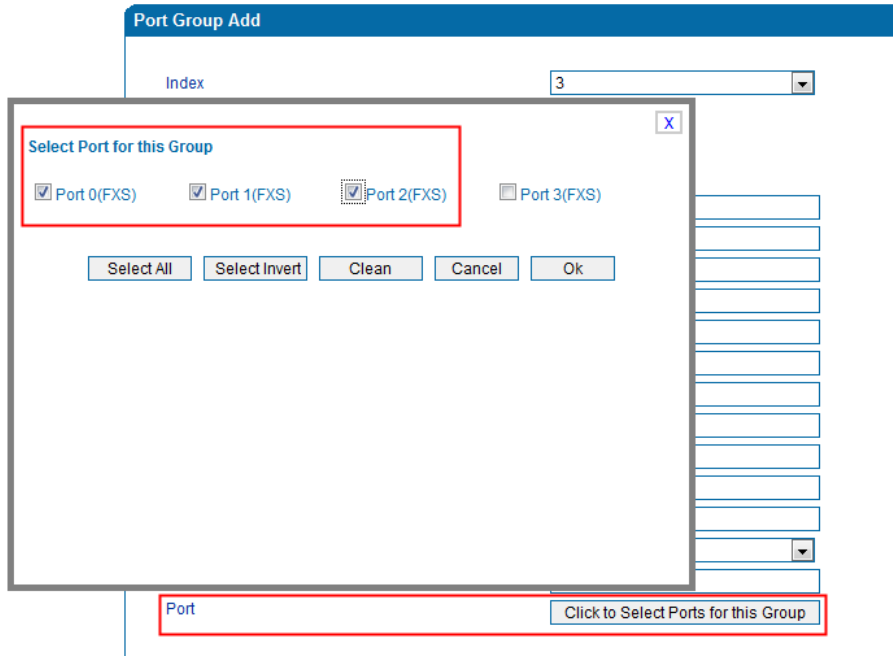 Port Group Add
Index 3
X
Select Port for this Group
Port 0(FXS) Port 1(FXS) Port 2(FXS) Port 3(FXS)
Select All Select Invert Clean Cancel Ok
Port Click to Select Ports for this Group